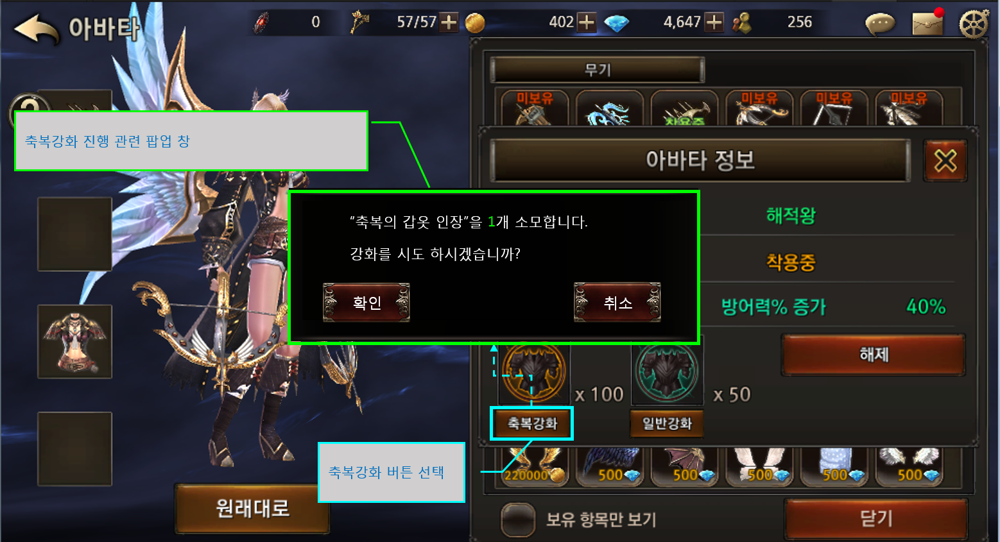 아바타
0
57/57
402
4,647
256
무기
미보유
미보유
미보유
미보유
착용중
축복강화 진행 관련 팝업 창
아바타 정보
해적왕
착용중
방어력% 증가 40%
해제
“축복의 갑옷 인장”을 1개 소모합니다.
강화를 시도 하시겠습니까?
확인
취소
x 100
x 50
축복강화
일반강화
축복강화 버튼 선택
220000
500
500
500
500
500
원래대로
보유 항목만 보기
닫기